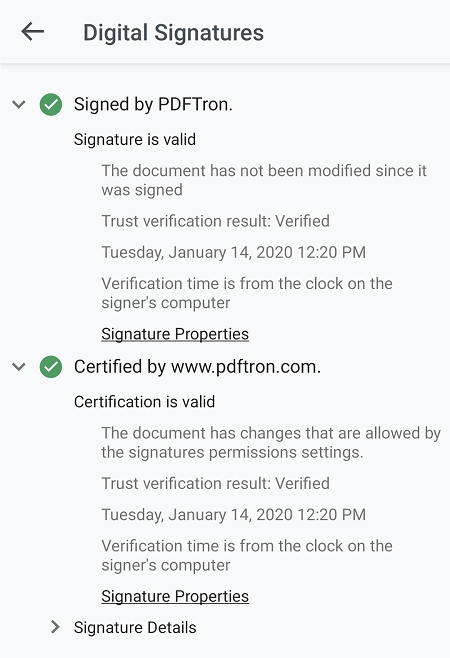 Digital Signatures
Signed by PDFTron.
Signature is valid
The document has not been modified since it
was signed
Trust verification result: Verified
Tuesday, January 14, 2020 12:20 PM
Verification time is from the clock on the
signer's computer
Signature Properties
Certified by www.pdftron.com.
Certification is valid
The document has changes that are allowed by
the signatures permissions settings.
Trust verification result: Verified
Tuesday, January 14, 2020 12:20 PM
Verification time is from the clock on the
signer's computer
Signature Properties
Signature Details